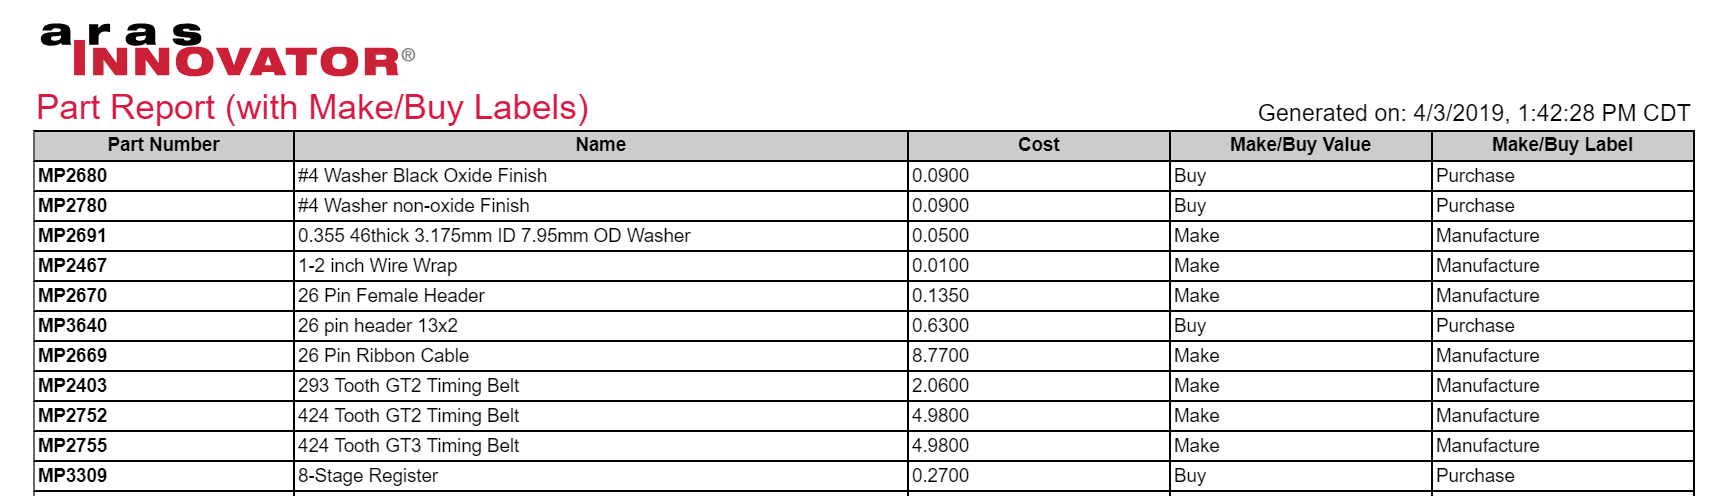 aras
INNOVATOR®
Part Report (with Make/Buy Labels)
Generated on: 4/3/2019, 1:42:28 PM CDT
Part Number Name Cost Make/Buy Value Make/Buy Label
MP2680 #4 Washer Black Oxide Finish 0.0900 Buy Purchase
MP2780 #4 Washer non-oxide Finish 0.0900 Buy Purchase
MP2691 0.355 46thick 3.175mm ID 7.95mm OD Washer 0.0500 Make Manufacture
MP2467 1-2 inch Wire Wrap 0.0100 Make Manufacture
MP2670 26 Pin Female Header 0.1350 Make Manufacture
MP3640 26 pin header 13x2 0.6300 Buy Purchase
MP2669 26 Pin Ribbon Cable 8.7700 Make Manufacture
MP2403 293 Tooth GT2 Timing Belt 2.0600 Make Manufacture
MP2752 424 Tooth GT2 Timing Belt 4.9800 Make Manufacture
MP2755 424 Tooth GT3 Timing Belt 4.9800 Make Manufacture
MP3309 8-Stage Register 0.2700 Buy Purchase